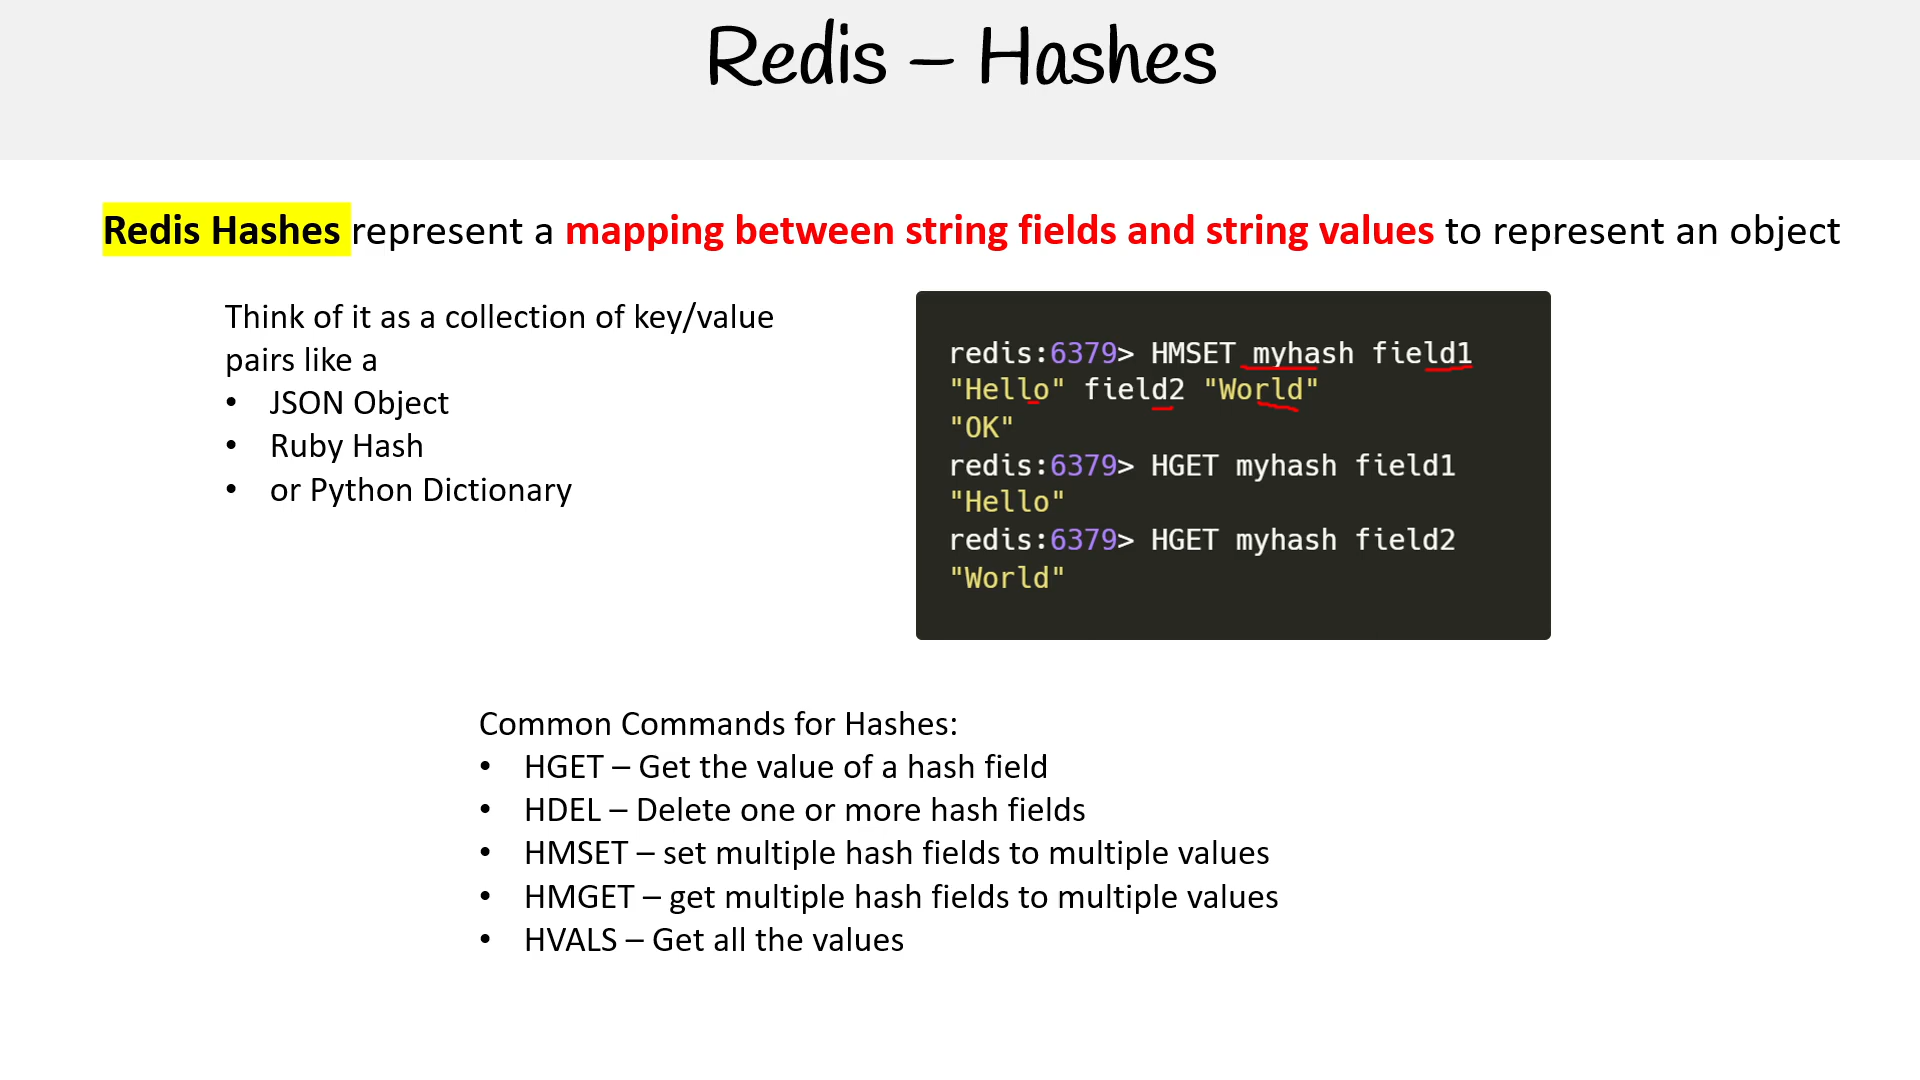 Redis – Hashes
Redis Hashes represent a mapping between string fields and string values to represent an object
Think of it as a collection of key/value
pairs like a
• JSON Object
• Ruby Hash
• or Python Dictionary
redis:6379> HMSET myhash field1
"Hello" field2 "World"
"OK"
redis:6379> HGET myhash field1
"Hello"
redis:6379> HGET myhash field2
"World"
Common Commands for Hashes:
• HGET – Get the value of a hash field
• HDEL – Delete one or more hash fields
• HMSET – set multiple hash fields to multiple values
• HMGET – get multiple hash fields to multiple values
• HVALS – Get all the values